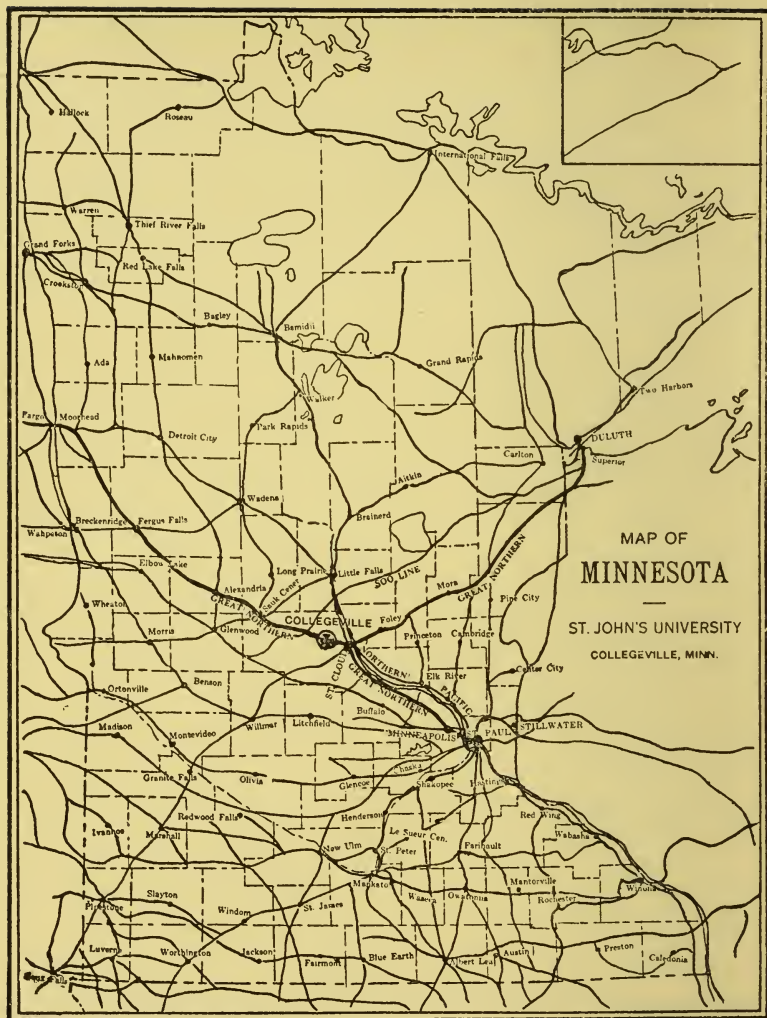 Hallock
Roseau
International Falls
Warren
Thief River Falls
Grand Forks
Red Lake Falls
Crookston
Bagley
Bemidji
Ada
Mahnomen
Grand Rapids
Two Harbors
Walker
Fargo
Moorhead
Park Rapids
Detroit City
DULUTH
Carlton
Superior
Aitkin
Wadena
Brainerd
Breckenridge
Fergus Falls
Wahpeton
MAP OF
MINNESOTA
ST. JOHN'S UNIVERSITY
COLLEGEVILLE, MINN.
Elbow Lake
Long Prairie
Little Falls
SOO LINE
GREAT NORTHERN
Alexandria
Sauk Cener
Mora
Pine City
Wheaton
GREAT NORTHERN
COLLEGEVILLE
Foley
Morris
Glenwood
Princeton
Cambridge
ST. CLOUD
NORTHERN
PACIFIC
GREAT NORTHERN
Elk River
Center City
Benson
Ortonville
Buffalo
Madison
Willmar
Litchfield
MINNEAPOLIS
ST. PAUL
STILLWATER
Montevideo
Chaska
Granite Falls
Olivia
Glencoe
Shakopee
Hastings
Redwood Falls
Henderson
Red Wing
Ivanhoe
Marshall
Le Sueur Cen.
Wabasha
New Ulm
St. Peter
Faribault
Mankato
Slayton
Waseca
Owatonna
Mantorville
Winona
Pipestone
St. James
Rochester
Windom
Luverne
Worthington
Jackson
Fairmont
Blue Earth
Albert Lea
Austin
Preston
Caledonia
Falls